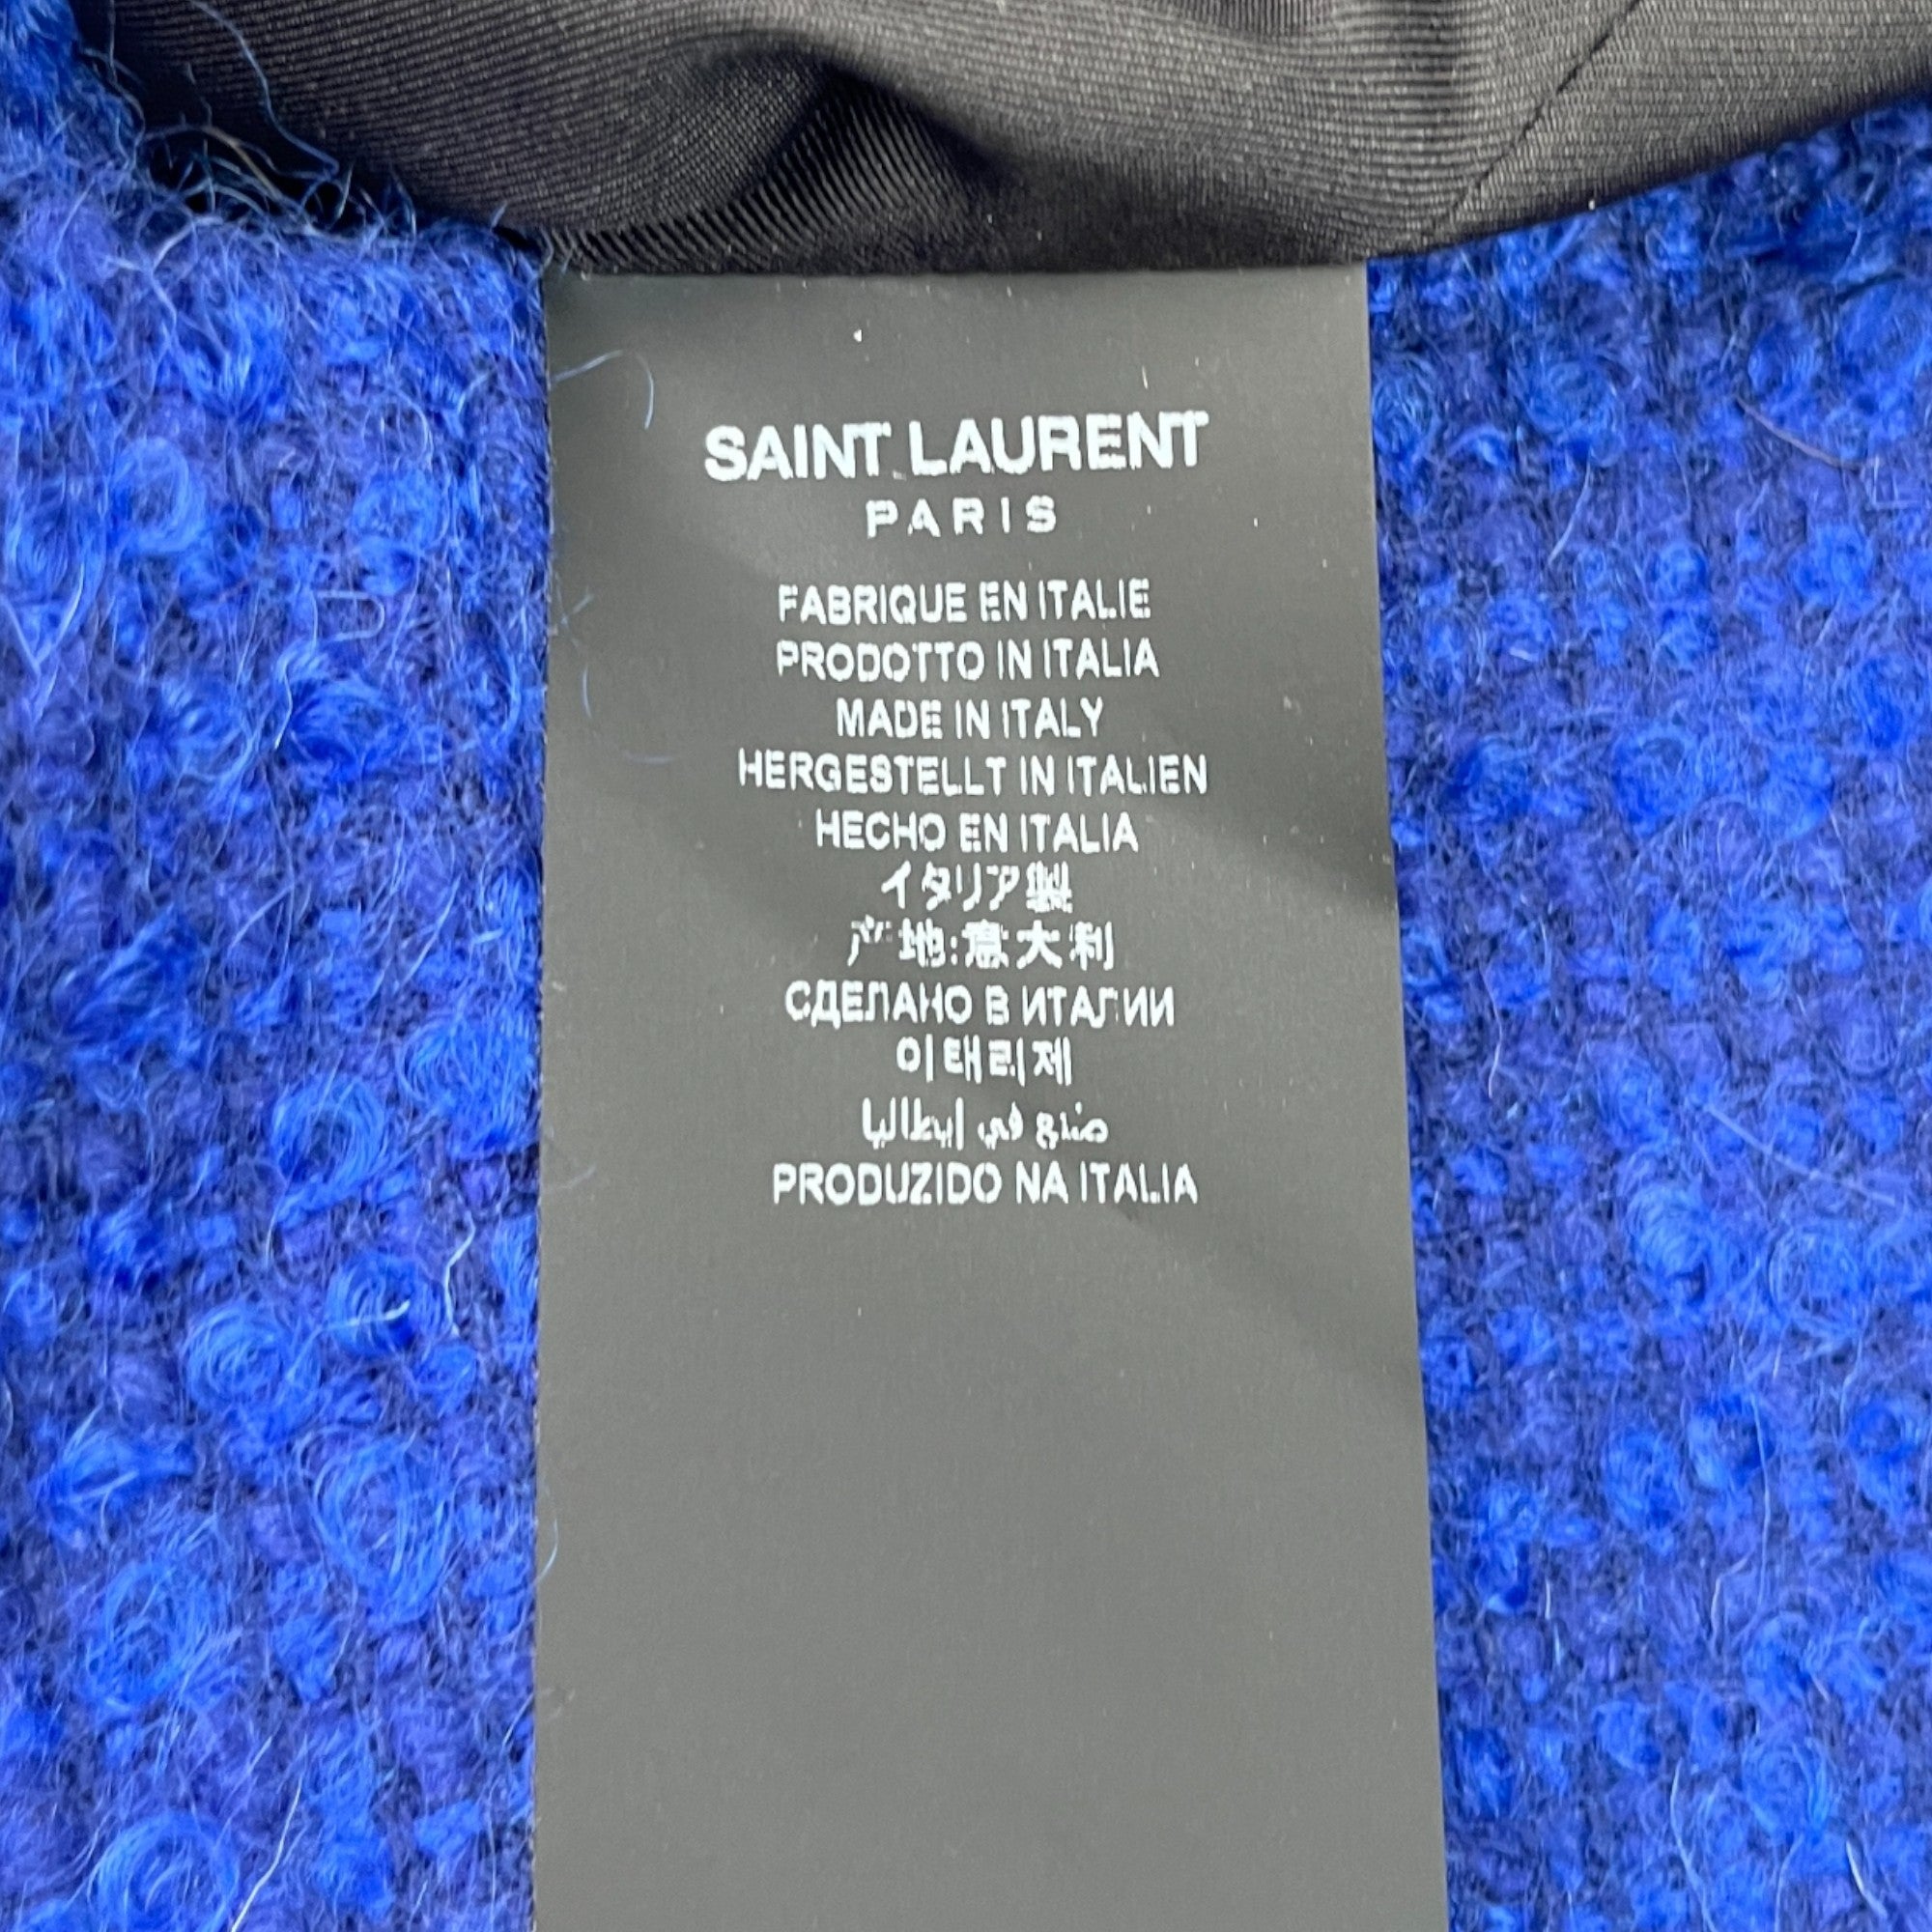 SAINT LAURENT
PARIS
FABRIQUE EN ITALIE
PRODOTTO IN ITALIA
MADE IN ITALY
HERGESTELLT IN ITALIEN
HECHO EN ITALIA
イタリア製
产地:意大利
СДЕЛАНО В ИТАЛИИ
이태리제
صنع في إيطاليا
PRODUZIDO NA ITALIA